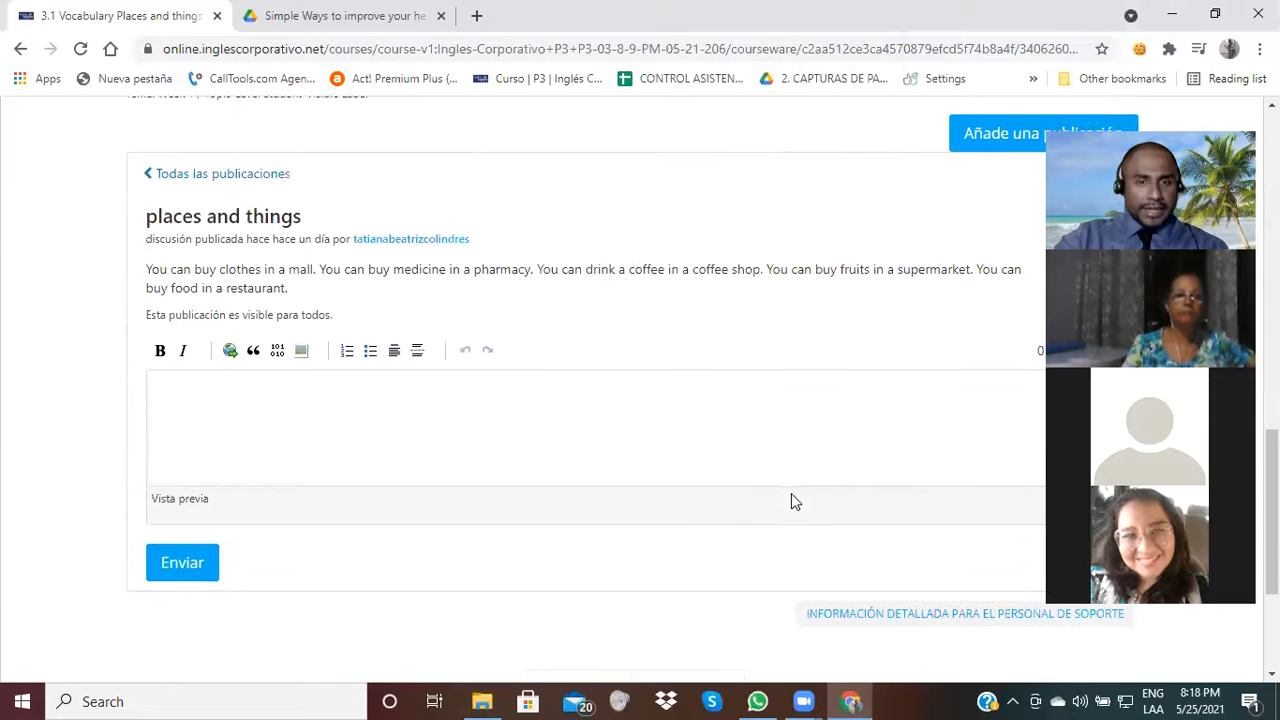 3.1 Vocabulary Places and things
Simple Ways to improve your he
online.inglescorporativo.net/courses/course-v1:Ingles-Corporativo+P3+P3-03-8-9-PM-05-21-206/courseware/c2aa512ce3ca4570879efcd5f74b8a4f/3406260...
Apps
Nueva pestaña
CallTools.com Agen...
Act! Premium Plus (...
Curso | P3 | Inglés C...
CONTROL ASISTEN...
2. CAPTURAS DE PA...
Settings
»
Other bookmarks
Reading list
Añade una publicación
Todas las publicaciones
places and things
discusión publicada hace hace un día por tatianabeatrizcolindres
You can buy clothes in a mall. You can buy medicine in a pharmacy. You can drink a coffee in a coffee shop. You can buy fruits in a supermarket. You can
buy food in a restaurant.
Esta publicación es visible para todos.
B I
Vista previa
Enviar
INFORMACIÓN DETALLADA PARA EL PERSONAL DE SOPORTE
Search
20
ENG
LAA
8:18 PM
5/25/2021
1